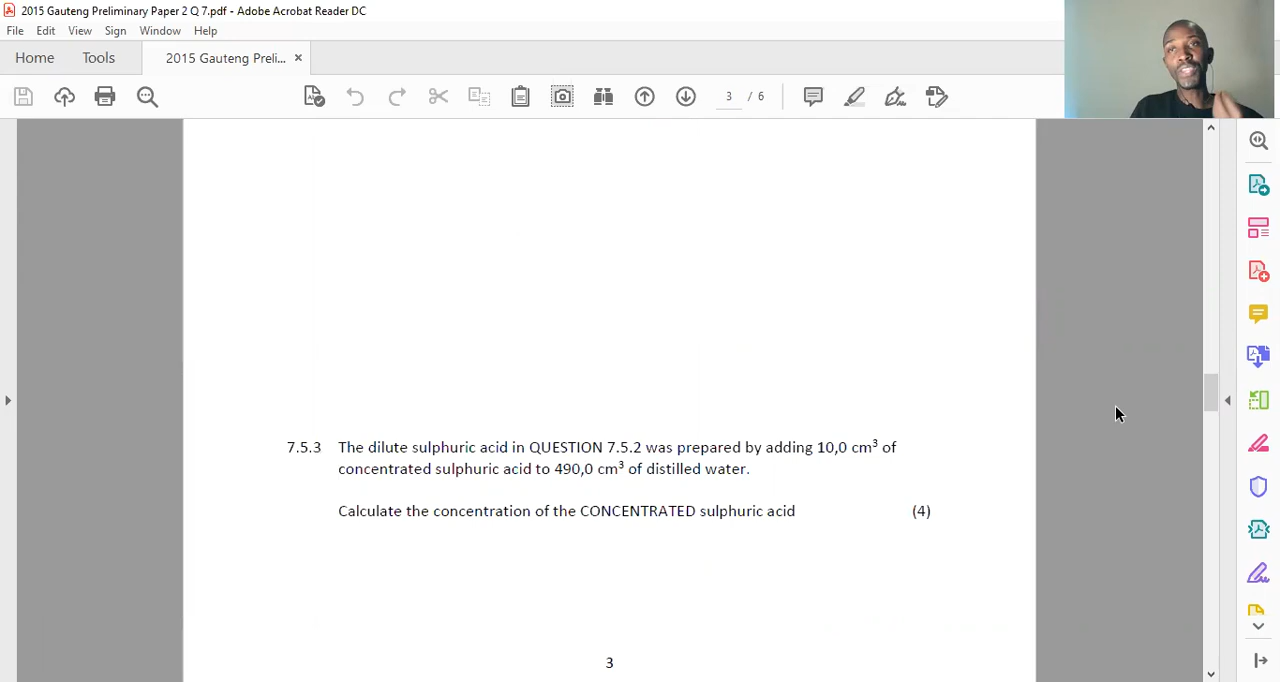 2015 Gauteng Preliminary Paper 2 Q 7.pdf - Adobe Acrobat Reader DC
File Edit View Sign Window Help
Home Tools 2015 Gauteng Preli... ×
3 / 6
7.5.3 The dilute sulphuric acid in QUESTION 7.5.2 was prepared by adding 10,0 cm³ of
concentrated sulphuric acid to 490,0 cm³ of distilled water.
Calculate the concentration of the CONCENTRATED sulphuric acid (4)
3